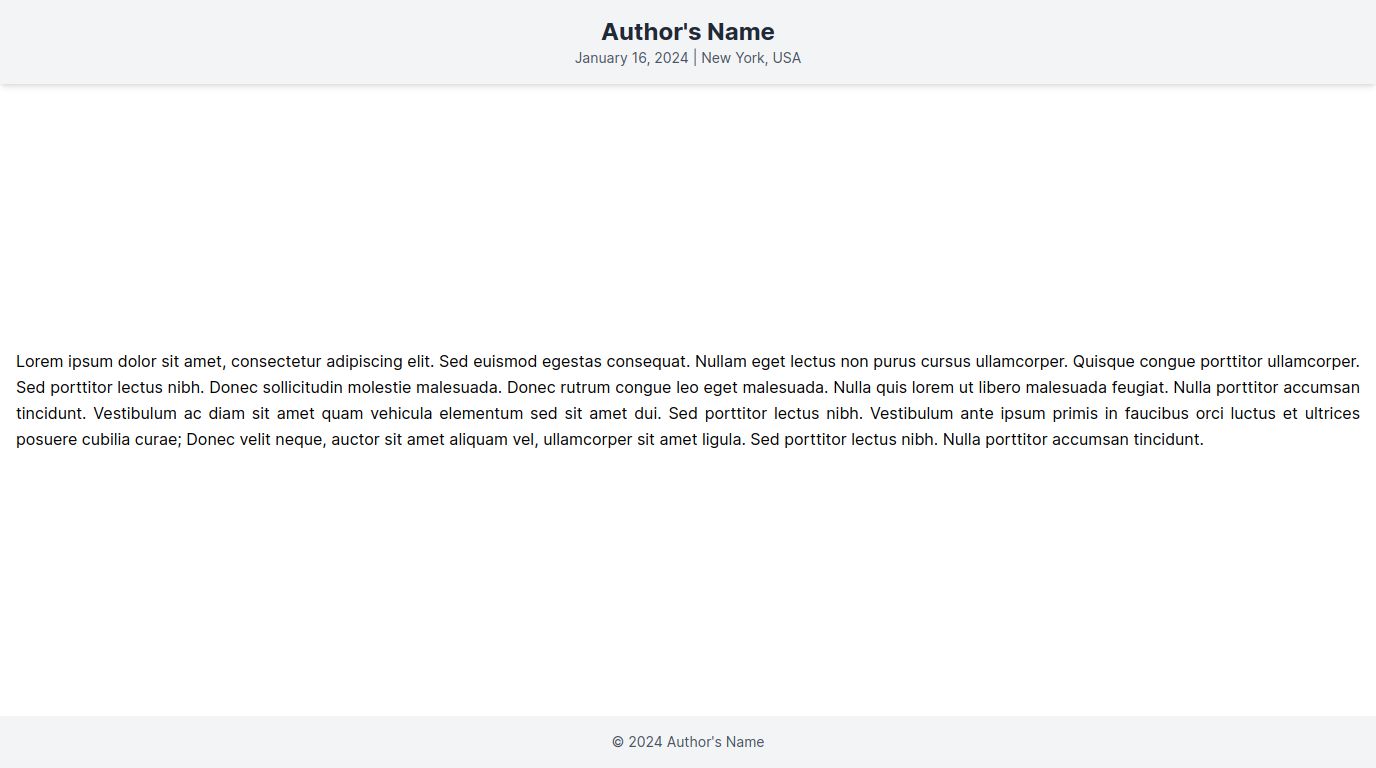 Author's Name
January 16, 2024 | New York, USA
Lorem ipsum dolor sit amet, consectetur adipiscing elit. Sed euismod egestas consequat. Nullam eget lectus non purus cursus ullamcorper. Quisque congue porttitor ullamcorper.
Sed porttitor lectus nibh. Donec sollicitudin molestie malesuada. Donec rutrum congue leo eget malesuada. Nulla quis lorem ut libero malesuada feugiat. Nulla porttitor accumsan
tincidunt. Vestibulum ac diam sit amet quam vehicula elementum sed sit amet dui. Sed porttitor lectus nibh. Vestibulum ante ipsum primis in faucibus orci luctus et ultrices
posuere cubilia curae; Donec velit neque, auctor sit amet aliquam vel, ullamcorper sit amet ligula. Sed porttitor lectus nibh. Nulla porttitor accumsan tincidunt.
© 2024 Author's Name